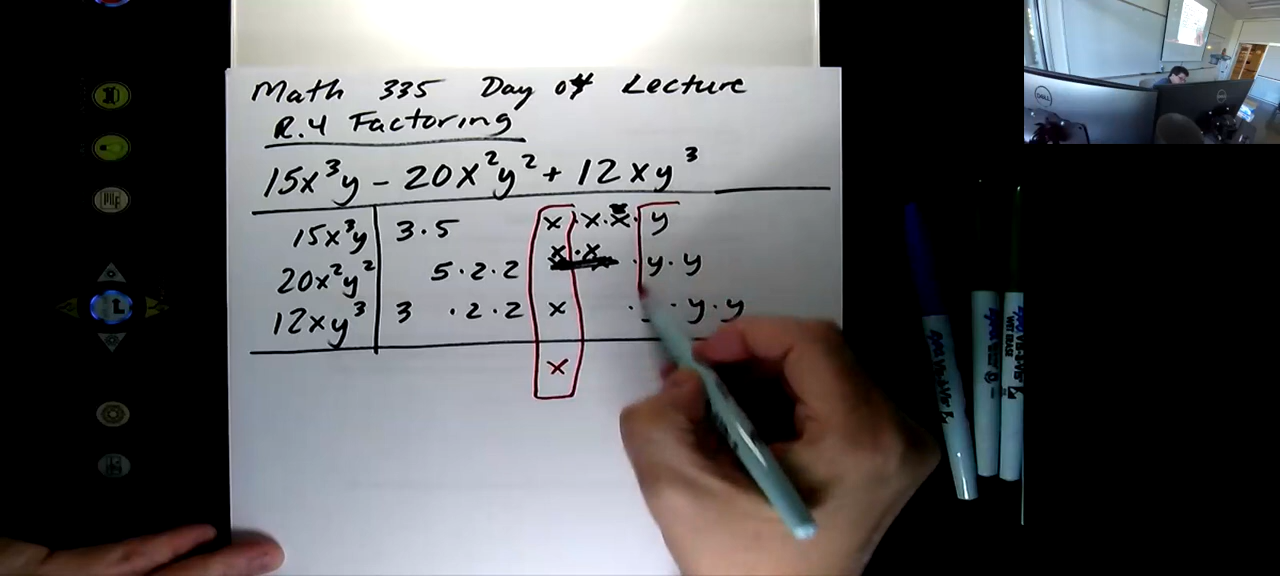 Math 335 Day 04 Lecture
R.4 Factoring
15x³y - 20x²y² + 12xy³
15x³y | 3·5 x·x·x·y
20x²y² | 5·2·2 x·x ·y·y
12xy³ | 3 ·2·2 x · y·y
x
DELL